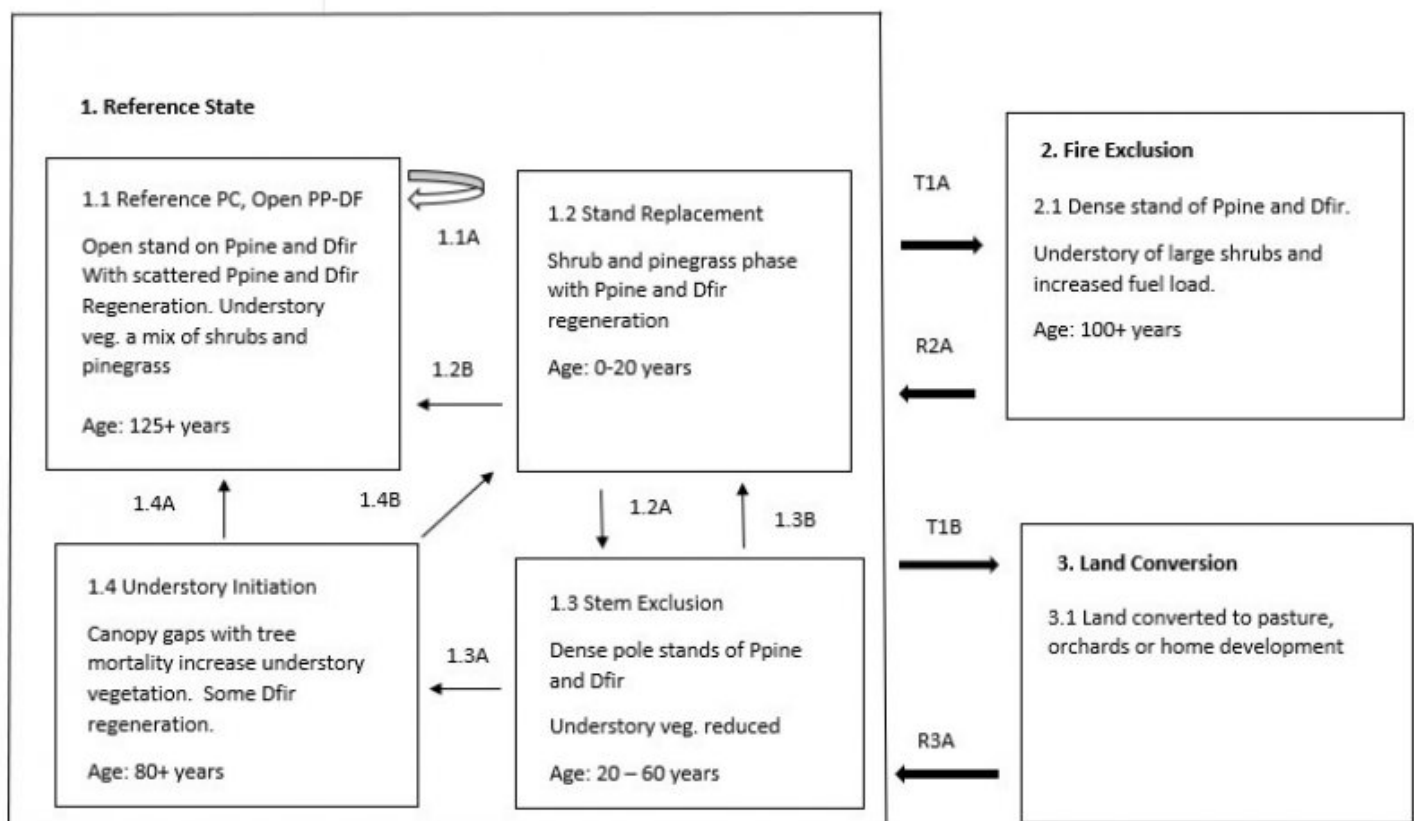 1. Reference State
1.1 Reference PC, Open PP-DF
Open stand on Ppine and Dfir
With scattered Ppine and Dfir
Regeneration. Understory
veg. a mix of shrubs and
pinegrass
Age: 125+ years
1.1A
1.2 Stand Replacement
Shrub and pinegrass phase
with Ppine and Dfir
regeneration
Age: 0-20 years
1.2B
1.4A
1.4B
1.2A
1.3B
1.4 Understory Initiation
Canopy gaps with tree
mortality increase understory
vegetation. Some Dfir
regeneration.
Age: 80+ years
1.3A
1.3 Stem Exclusion
Dense pole stands of Ppine
and Dfir
Understory veg. reduced
Age: 20 – 60 years
T1A
R2A
2. Fire Exclusion
2.1 Dense stand of Ppine and Dfir.
Understory of large shrubs and
increased fuel load.
Age: 100+ years
T1B
R3A
3. Land Conversion
3.1 Land converted to pasture,
orchards or home development